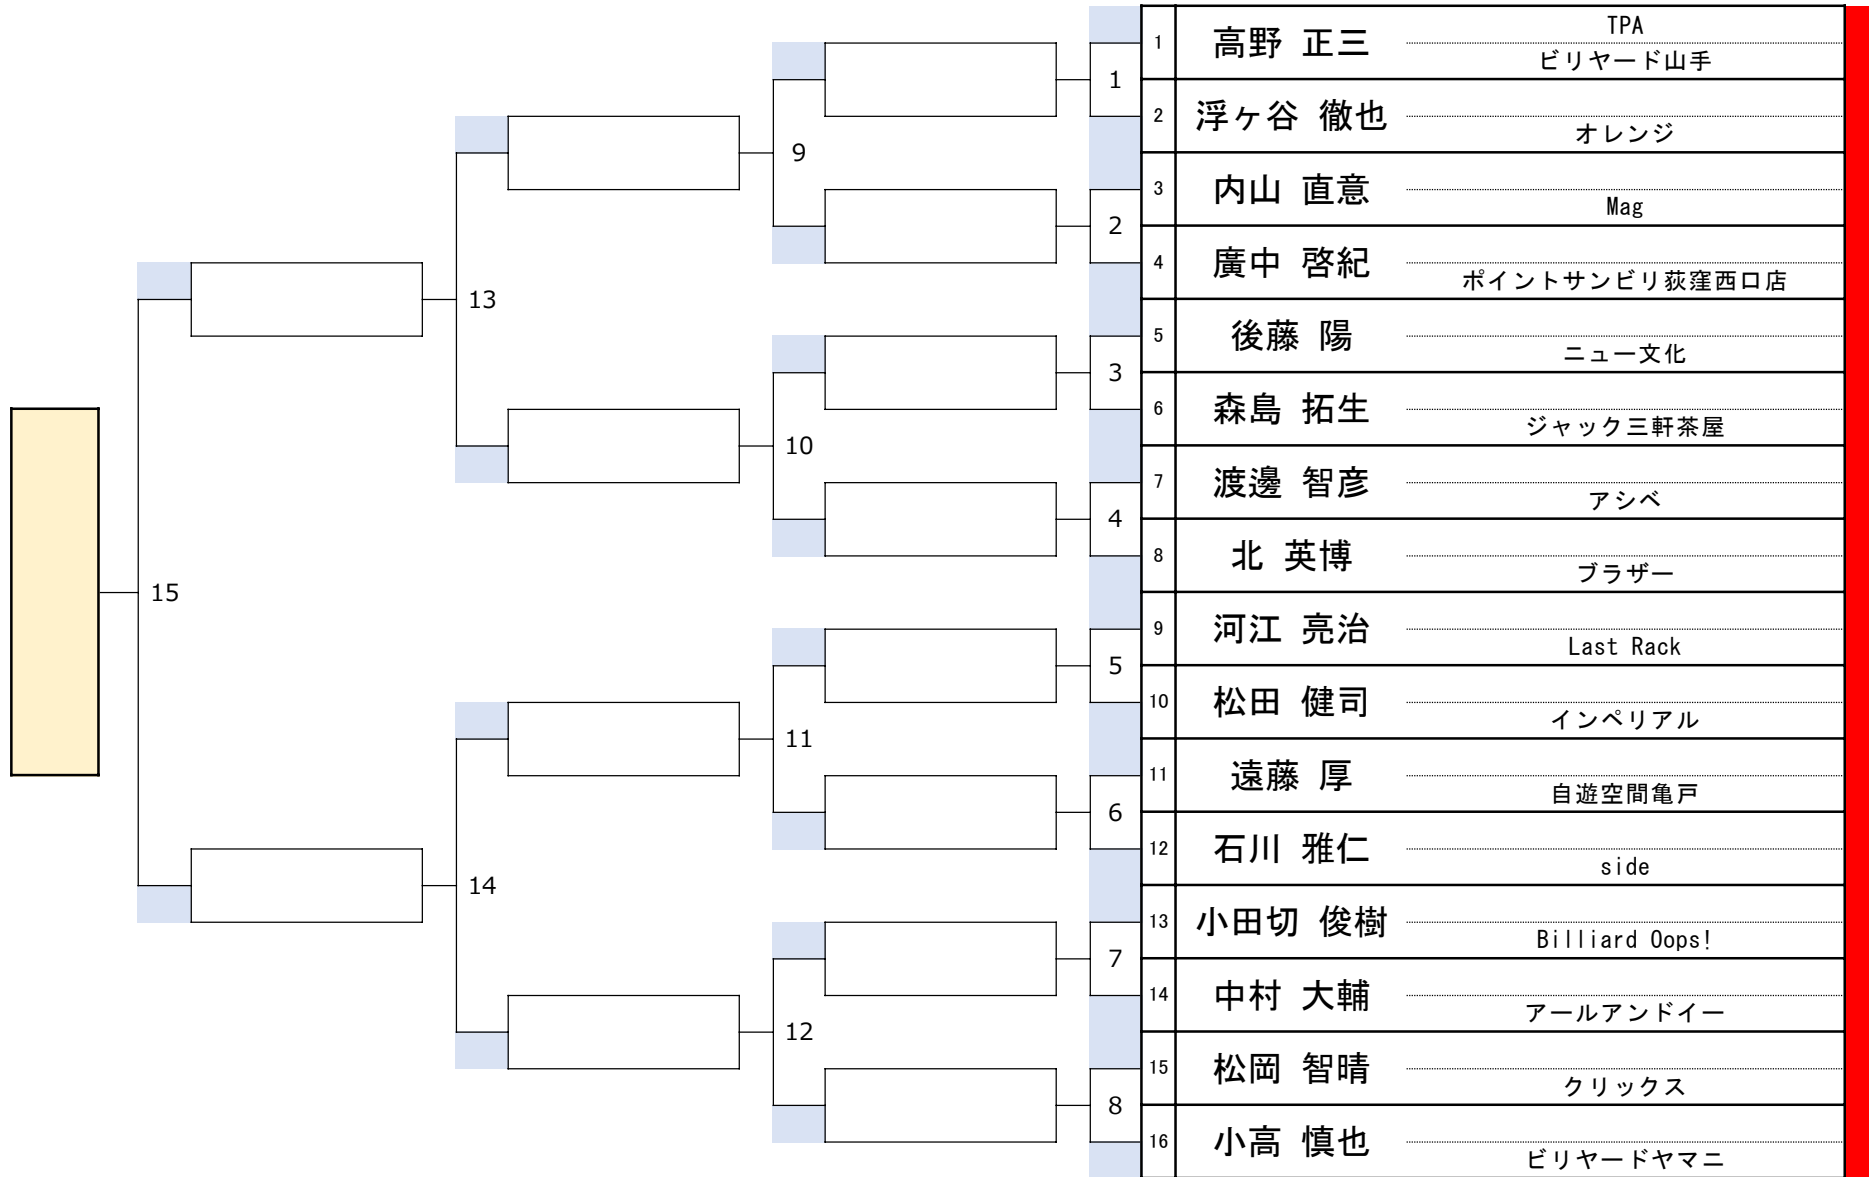 1 高野 正三 TPA
ビリヤード山手
2 浮ヶ谷 徹也 オレンジ
3 内山 直意 Mag
4 廣中 啓紀 ポイントサンビリ荻窪西口店
5 後藤 陽 ニュー文化
6 森島 拓生 ジャック三軒茶屋
7 渡邊 智彦 アシベ
8 北 英博 ブラザー
9 河江 亮治 Last Rack
10 松田 健司 インペリアル
11 遠藤 厚 自遊空間亀戸
12 石川 雅仁 side
13 小田切 俊樹 Billiard Oops!
14 中村 大輔 アールアンドイー
15 松岡 智晴 クリックス
16 小高 慎也 ビリヤードヤマニ
1
2
3
4
5
6
7
8
9
10
11
12
13
14
15